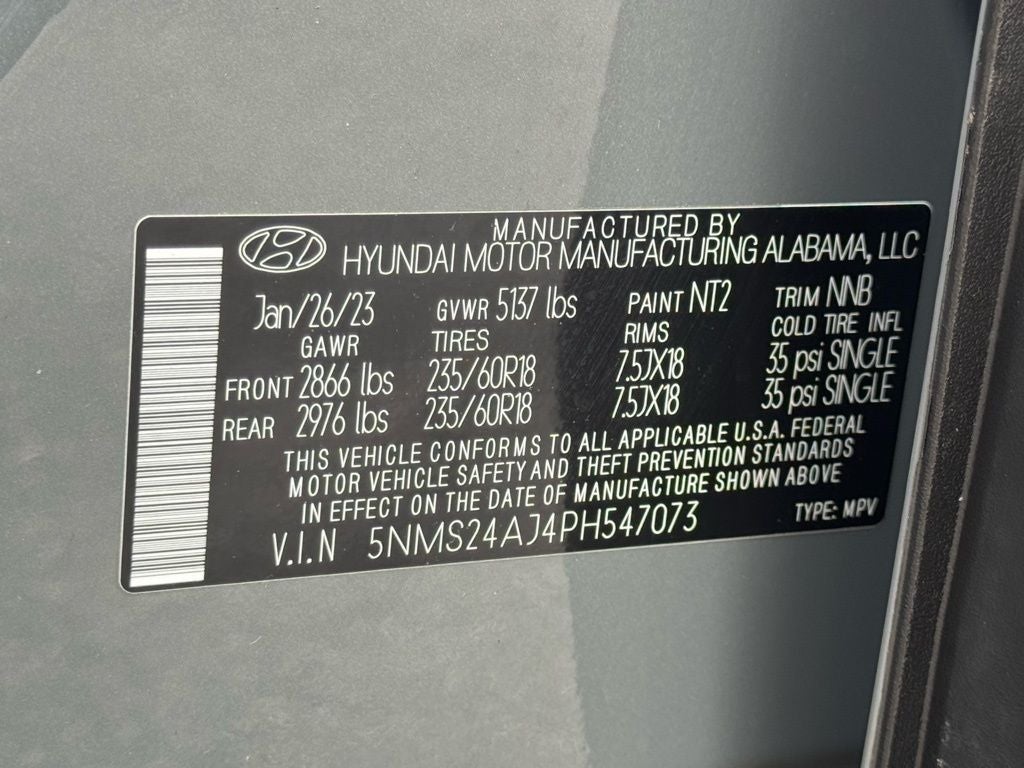 MANUFACTURED BY
HYUNDAI MOTOR MANUFACTURING ALABAMA, LLC
Jan/26/23 GVWR 5137 lbs PAINT NT2 TRIM NNB
GAWR TIRES RIMS COLD TIRE INFL
FRONT 2866 lbs 235/60R18 7.5JX18 35 psi SINGLE
REAR 2976 lbs 235/60R18 7.5JX18 35 psi SINGLE
THIS VEHICLE CONFORMS TO ALL APPLICABLE U.S.A. FEDERAL
MOTOR VEHICLE SAFETY AND THEFT PREVENTION STANDARDS
IN EFFECT ON THE DATE OF MANUFACTURE SHOWN ABOVE
V.I.N 5NMS24AJ4PH547073 TYPE: MPV